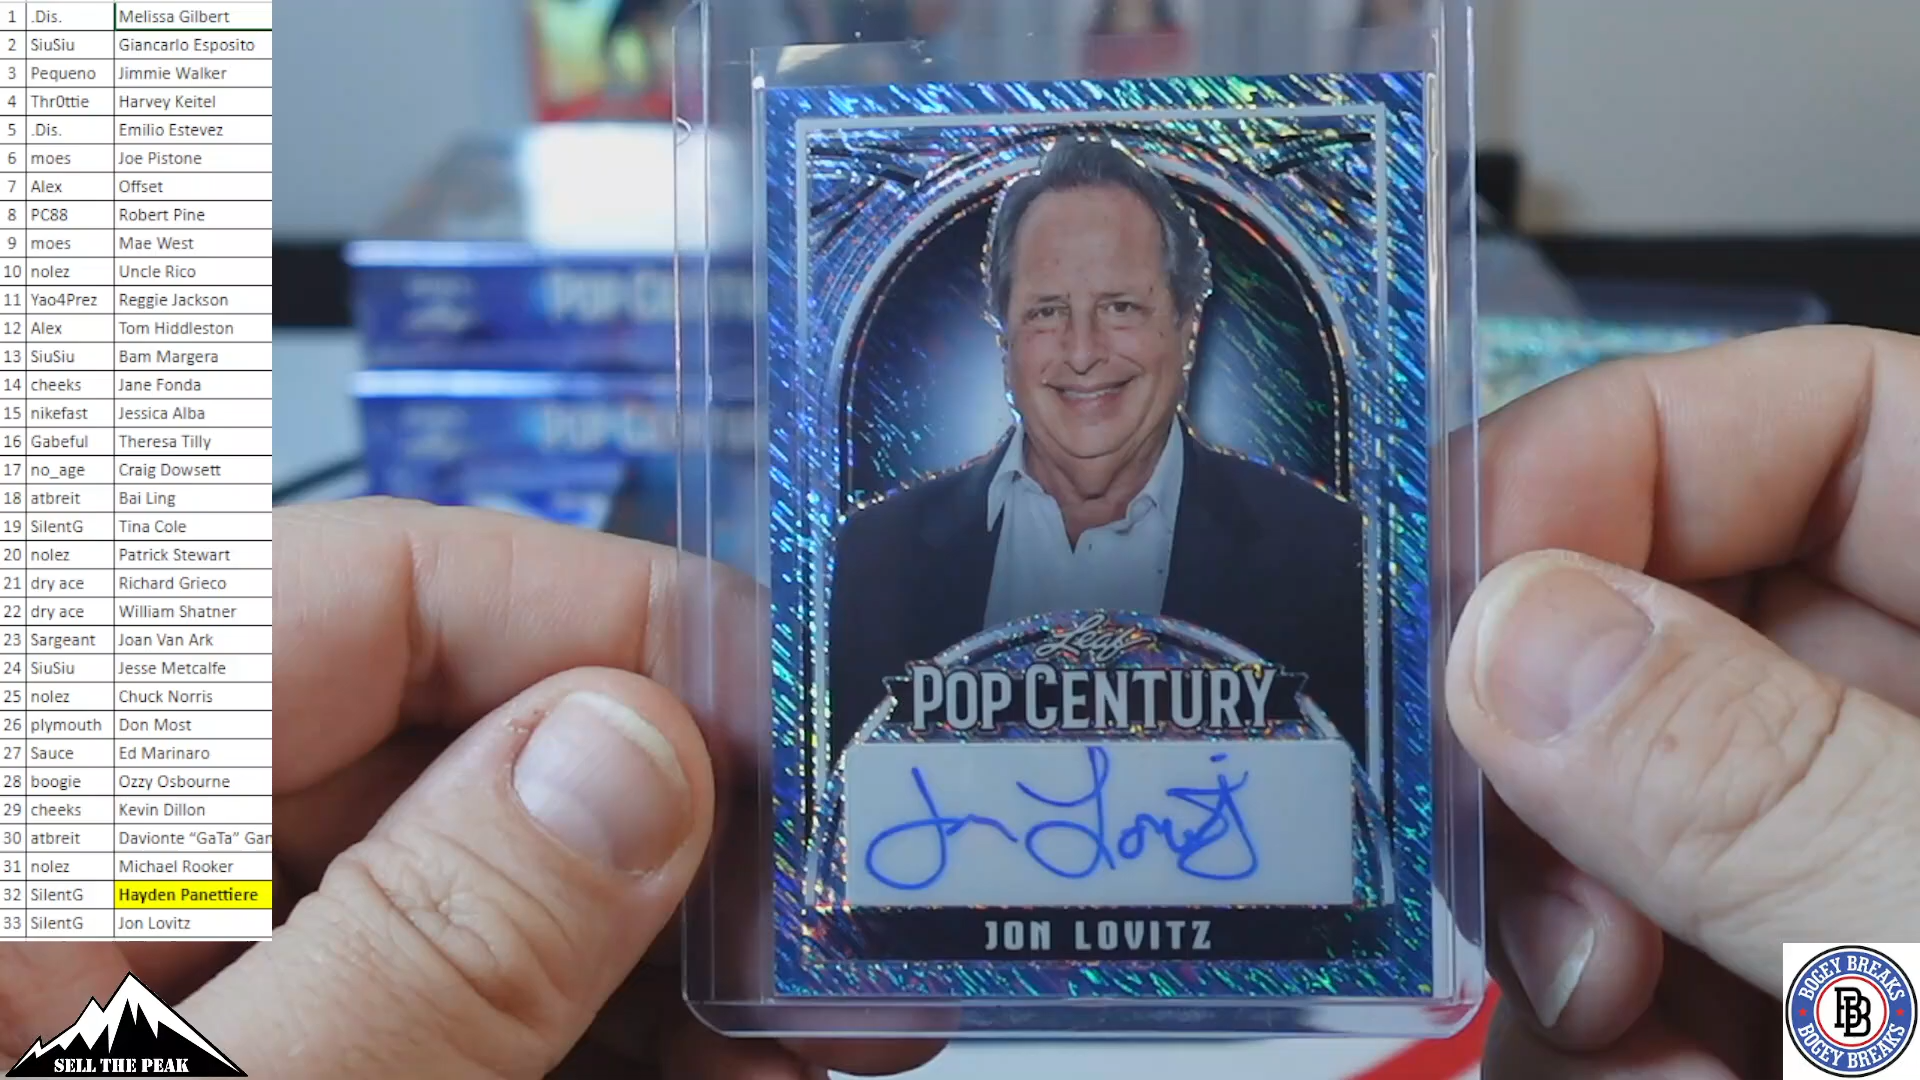 1 .Dis. Melissa Gilbert
2 SiuSiu Giancarlo Esposito
3 Pequeno Jimmie Walker
4 Thr0ttie Harvey Keitel
5 .Dis. Emilio Estevez
6 moes Joe Pistone
7 Alex Offset
8 PC88 Robert Pine
9 moes Mae West
10 nolez Uncle Rico
11 Yao4Prez Reggie Jackson
12 Alex Tom Hiddleston
13 SiuSiu Bam Margera
14 cheeks Jane Fonda
15 nikefast Jessica Alba
16 Gabeful Theresa Tilly
17 no_age Craig Dowsett
18 atbreit Bai Ling
19 SilentG Tina Cole
20 nolez Patrick Stewart
21 dry ace Richard Grieco
22 dry ace William Shatner
23 Sargeant Joan Van Ark
24 SiuSiu Jesse Metcalfe
25 nolez Chuck Norris
26 plymouth Don Most
27 Sauce Ed Marinaro
28 boogie Ozzy Osbourne
29 cheeks Kevin Dillon
30 atbreit Davionte “GaTa” Gan
31 nolez Michael Rooker
32 SilentG Hayden Panettiere
33 SilentG Jon Lovitz
SELL THE PEAK
POP CENTURY
POP CENTURY
Leaf
POP CENTURY
Jon Lovitz
JON LOVITZ
BOGEY BREAKS
BB
BOGEY BREAKS